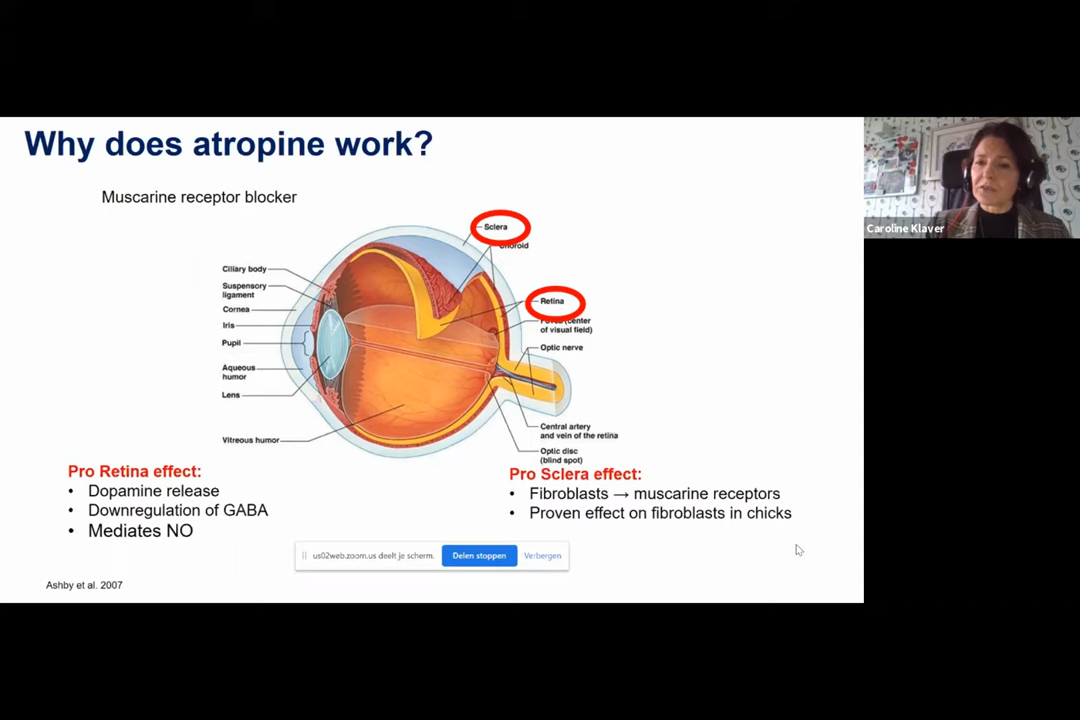 Why does atropine work?
Muscarine receptor blocker
Sclera
Choroid
Ciliary body
Suspensory
ligament
Cornea
Iris
Pupil
Aqueous
humor
Lens
Vitreous humor
Retina
(center
of visual field)
Optic nerve
Central artery
and vein of the retina
Optic disc
(blind spot)
Pro Retina effect:
• Dopamine release
• Downregulation of GABA
• Mediates NO
Pro Sclera effect:
• Fibroblasts → muscarine receptors
• Proven effect on fibroblasts in chicks
us02web.zoom.us deelt je scherm.
Delen stoppen
Verbergen
Ashby et al. 2007
Caroline Klaver